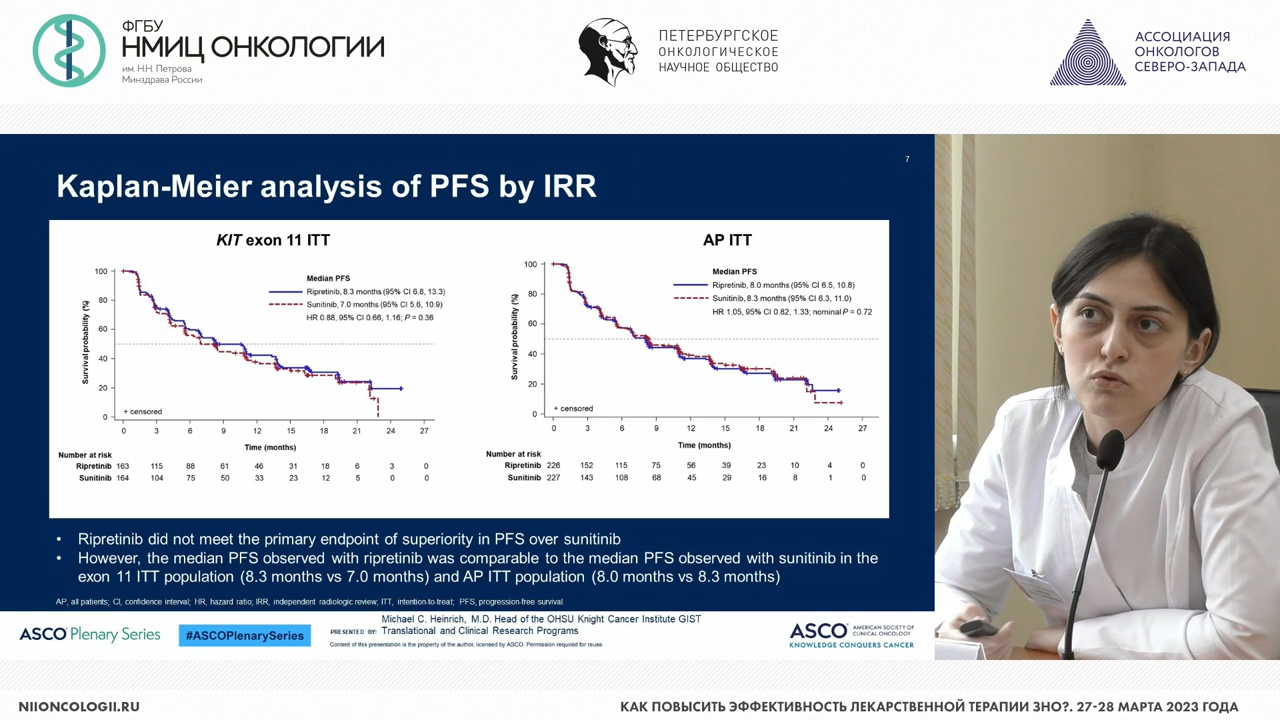 ФГБУ
НМИЦ ОНКОЛОГИИ
им. Н.Н. Петрова
Минздрава России
ПЕТЕРБУРГСКОЕ
ОНКОЛОГИЧЕСКОЕ
НАУЧНОЕ ОБЩЕСТВО
АССОЦИАЦИЯ
ОНКОЛОГОВ
СЕВЕРО-ЗАПАДА
7
Kaplan-Meier analysis of PFS by IRR
KIT exon 11 ITT
Median PFS
Ripretinib, 8.3 months (95% CI 6.8, 13.3)
Sunitinib, 7.0 months (95% CI 5.6, 10.9)
HR 0.88, 95% CI 0.66, 1.16; P = 0.36
Survival probability (%)
100
80
60
40
20
0
+ censored
0 3 6 9 12 15 18 21 24 27
Time (months)
Number at risk
Ripretinib 163 115 88 61 46 31 18 6 3 0
Sunitinib 164 104 75 50 33 23 12 5 0 0
AP ITT
Median PFS
Ripretinib, 8.0 months (95% CI 6.5, 10.8)
Sunitinib, 8.3 months (95% CI 6.3, 11.0)
HR 1.05, 95% CI 0.82, 1.33; nominal P = 0.72
Survival probability (%)
100
80
60
40
20
0
+ censored
0 3 6 9 12 15 18 21 24 27
Time (months)
Number at risk
Ripretinib 226 152 115 75 56 39 23 10 4 0
Sunitinib 227 143 108 68 45 29 16 8 1 0
• Ripretinib did not meet the primary endpoint of superiority in PFS over sunitinib
• However, the median PFS observed with ripretinib was comparable to the median PFS observed with sunitinib in the
exon 11 ITT population (8.3 months vs 7.0 months) and AP ITT population (8.0 months vs 8.3 months)
AP, all patients; CI, confidence interval; HR, hazard ratio; IRR, independent radiologic review; ITT, intention-to-treat; PFS, progression-free survival.
ASCO Plenary Series
#ASCOPlenarySeries
PRESENTED BY:
Michael C. Heinrich, M.D. Head of the OHSU Knight Cancer Institute GIST
Translational and Clinical Research Programs
Content of this presentation is the property of the author, licensed by ASCO. Permission required for reuse.
ASCO AMERICAN SOCIETY OF
CLINICAL ONCOLOGY
KNOWLEDGE CONQUERS CANCER
NIIONCOLOGII.RU
КАК ПОВЫСИТЬ ЭФФЕКТИВНОСТЬ ЛЕКАРСТВЕННОЙ ТЕРАПИИ ЗНО?. 27-28 МАРТА 2023 ГОДА